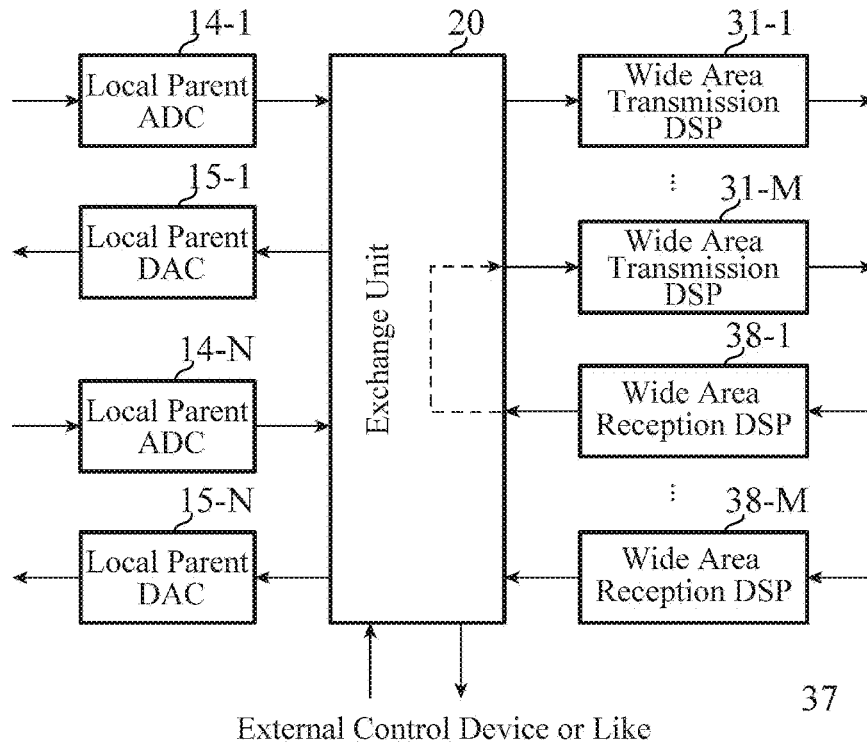 14-1
20
31-1
Local Parent
ADC
Wide Area
Transmission
DSP
15-1
⋮
31-M
Local Parent
DAC
Wide Area
Transmission
DSP
Exchange Unit
14-N
38-1
Local Parent
ADC
Wide Area
Reception DSP
15-N
⋮
38-M
Local Parent
DAC
Wide Area
Reception DSP
37
External Control Device or Like